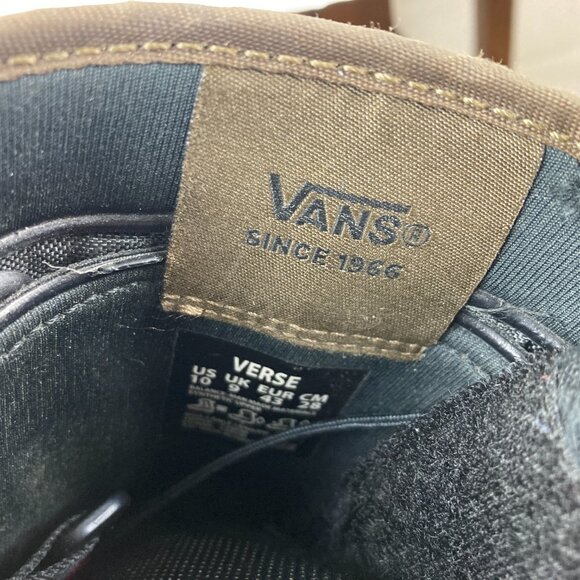 VANS®
SINCE 1966
VERSE
US UK EUR CM
10 9 43 28